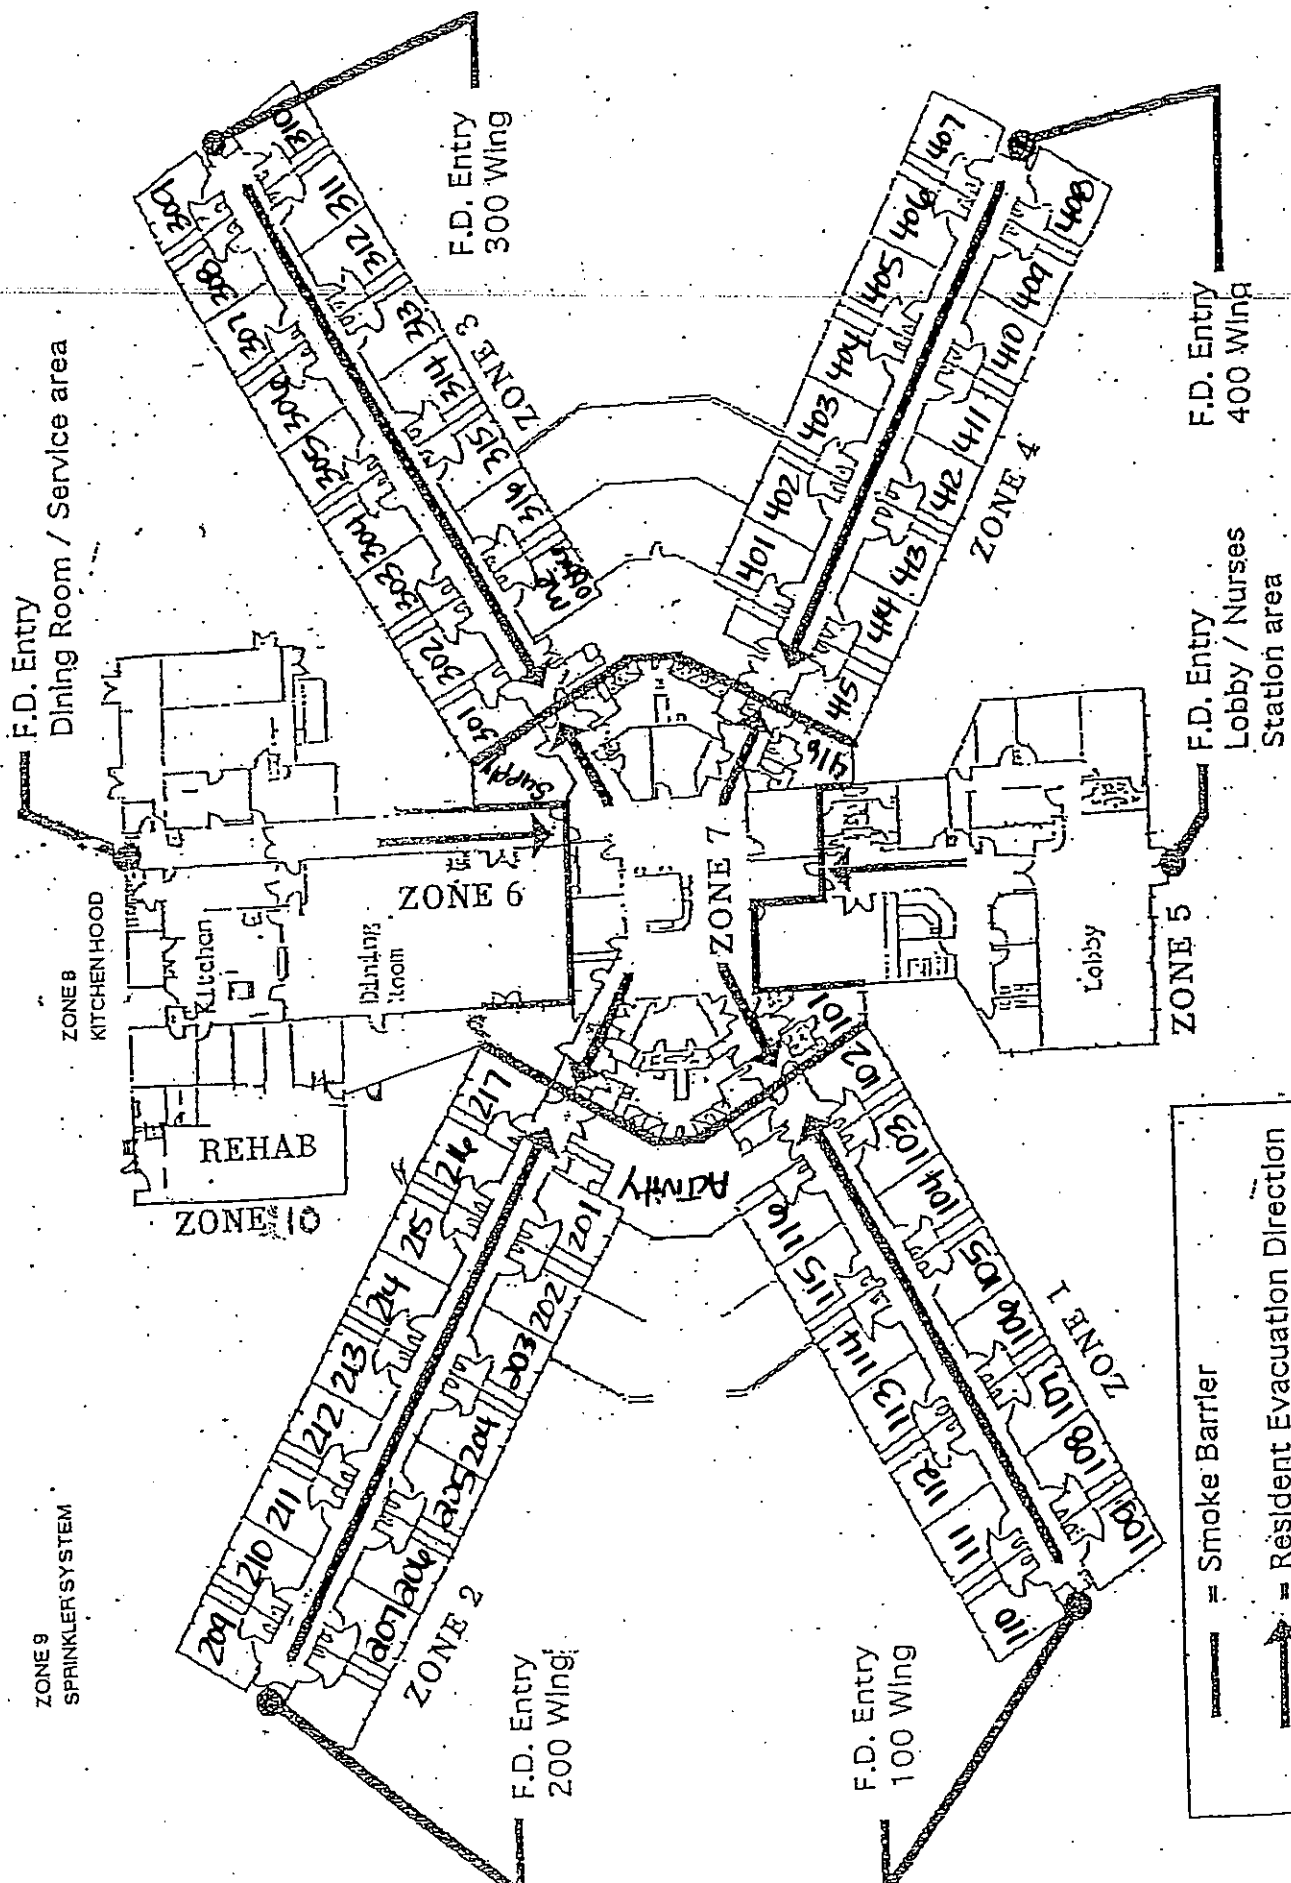 F.D. Entry
Dining Room / Service area
F.D. Entry
300 Wing
F.D. Entry
400 Wing
F.D. Entry
Lobby / Nurses
Station area
F.D. Entry
200 Wing
F.D. Entry
100 Wing
ZONE 8
KITCHEN HOOD
ZONE 9
SPRINKLER SYSTEM
Kitchen
Dining
Room
ZONE 6
REHAB
ZONE 10
ZONE 7
Lobby
ZONE 5
Supply
Activity
301
302
303
304
305
306
307
308
309
310
311
312
313
314
315
316
ZONE 3
401
402
403
404
405
406
407
408
409
410
411
412
413
414
415
416
ZONE 4
217
216
215
214
213
212
211
210
209
207
206
205
204
203
202
201
ZONE 2
101
102
103
104
105
106
107
108
109
110
111
112
113
114
115
116
ZONE 1
= Smoke Barrier
= Resident Evacuation Direction